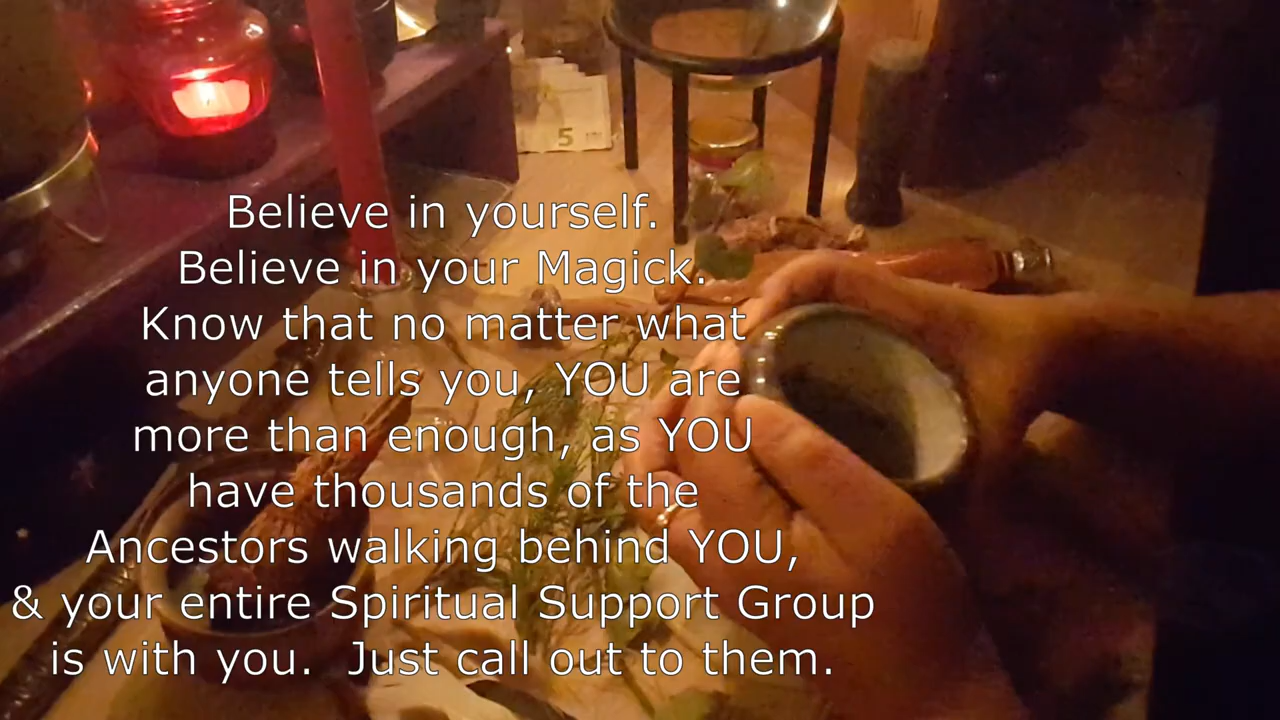 5
Believe in yourself.
Believe in your Magick.
Know that no matter what
anyone tells you, YOU are
more than enough, as YOU
have thousands of the
Ancestors walking behind YOU,
& your entire Spiritual Support Group
is with you.  Just call out to them.